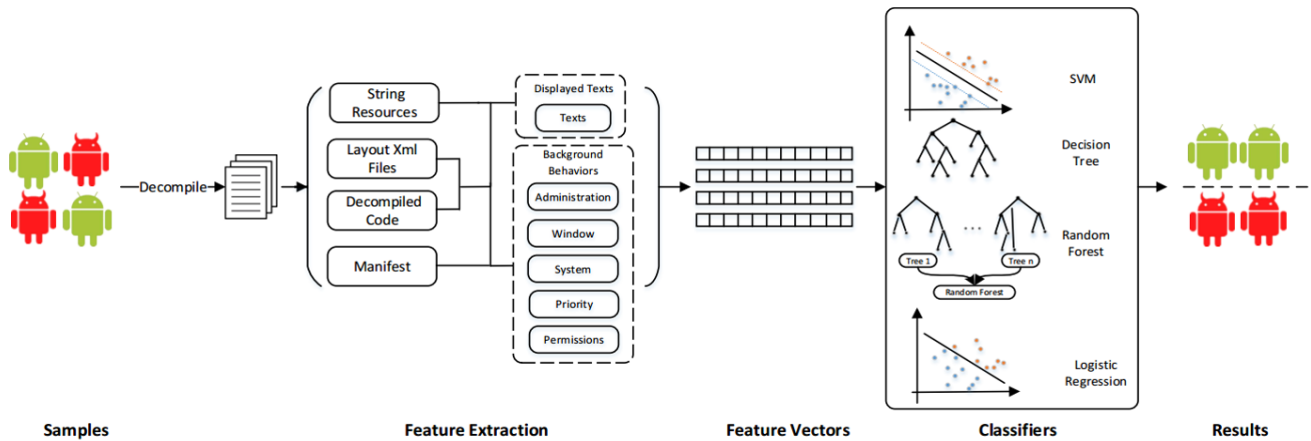 Decompile
String
Resources
Layout Xml
Files
Decompiled
Code
Manifest
Displayed Texts
Texts
Background
Behaviors
Administration
Window
System
Priority
Permissions
SVM
Decision
Tree
...
Tree 1
Tree n
Random Forest
Random
Forest
Logistic
Regression
Samples
Feature Extraction
Feature Vectors
Classifiers
Results